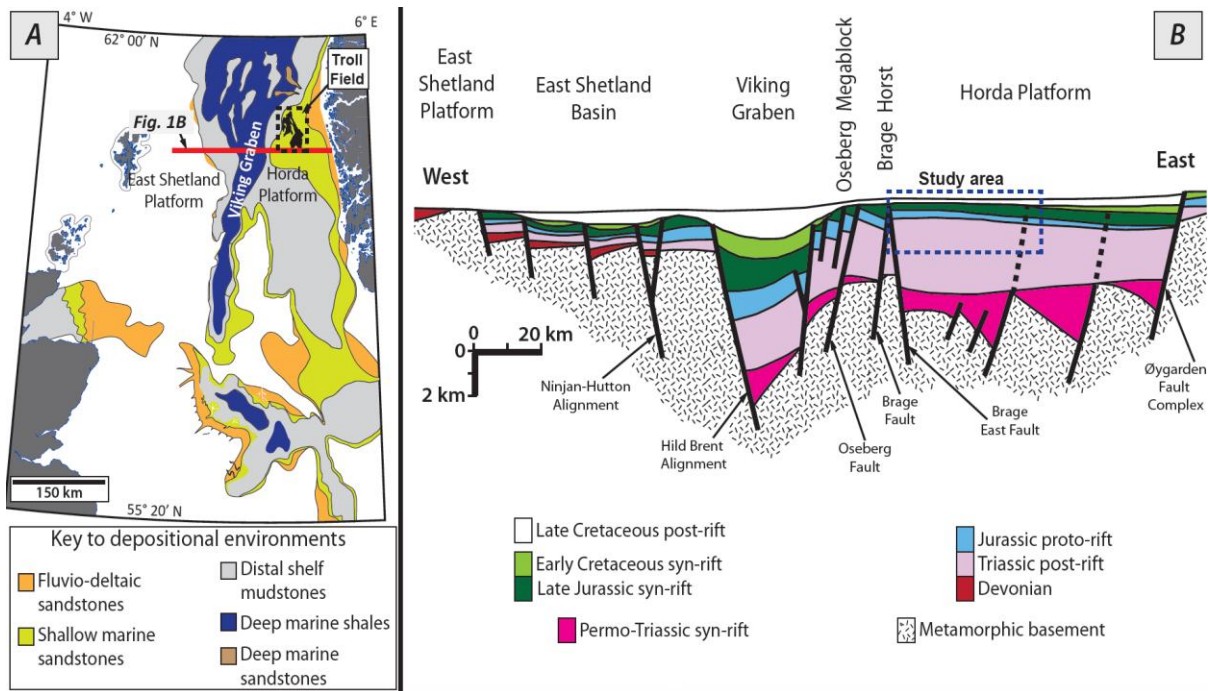 A
4° W
6° E
62° 00' N
Troll
Field
Fig. 1B
Viking Graben
East Shetland
Platform
Horda
Platform
150 km
55° 20' N
Key to depositional environments
Fluvio-deltaic
sandstones
Shallow marine
sandstones
Distal shelf
mudstones
Deep marine shales
Deep marine
sandstones
B
East
Shetland
Platform
East Shetland
Basin
Viking
Graben
Oseberg Megablock
Brage Horst
Horda Platform
West
East
Study area
0 20 km
0
2 km
Ninjan-Hutton
Alignment
Hild Brent
Alignment
Oseberg
Fault
Brage
Fault
Brage
East Fault
Øygarden
Fault
Complex
Late Cretaceous post-rift
Early Cretaceous syn-rift
Late Jurassic syn-rift
Permo-Triassic syn-rift
Jurassic proto-rift
Triassic post-rift
Devonian
Metamorphic basement